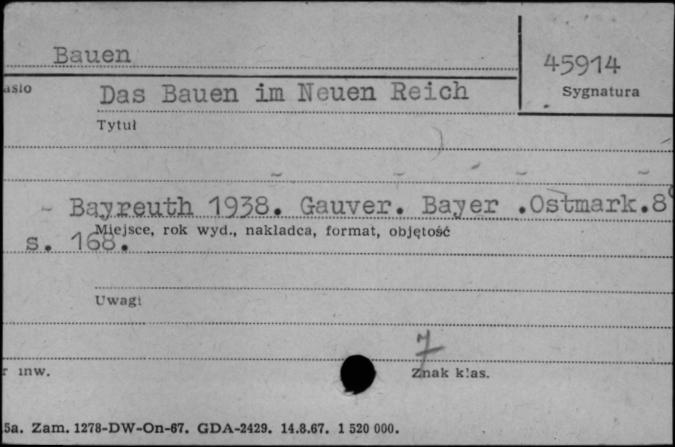 Bauen
45914
asło
Das Bauen im Neuen Reich
Sygnatura
Tytuł
- Bayreuth 1938. Gauver. Bayer .Ostmark.8°
Miejsce, rok wyd., nakładca, format, objętość
s. 168.
Uwagi
7
r inw.
Znak klas.
5a. Zam. 1278-DW-On-67. GDA-2429. 14.8.67. 1 520 000.